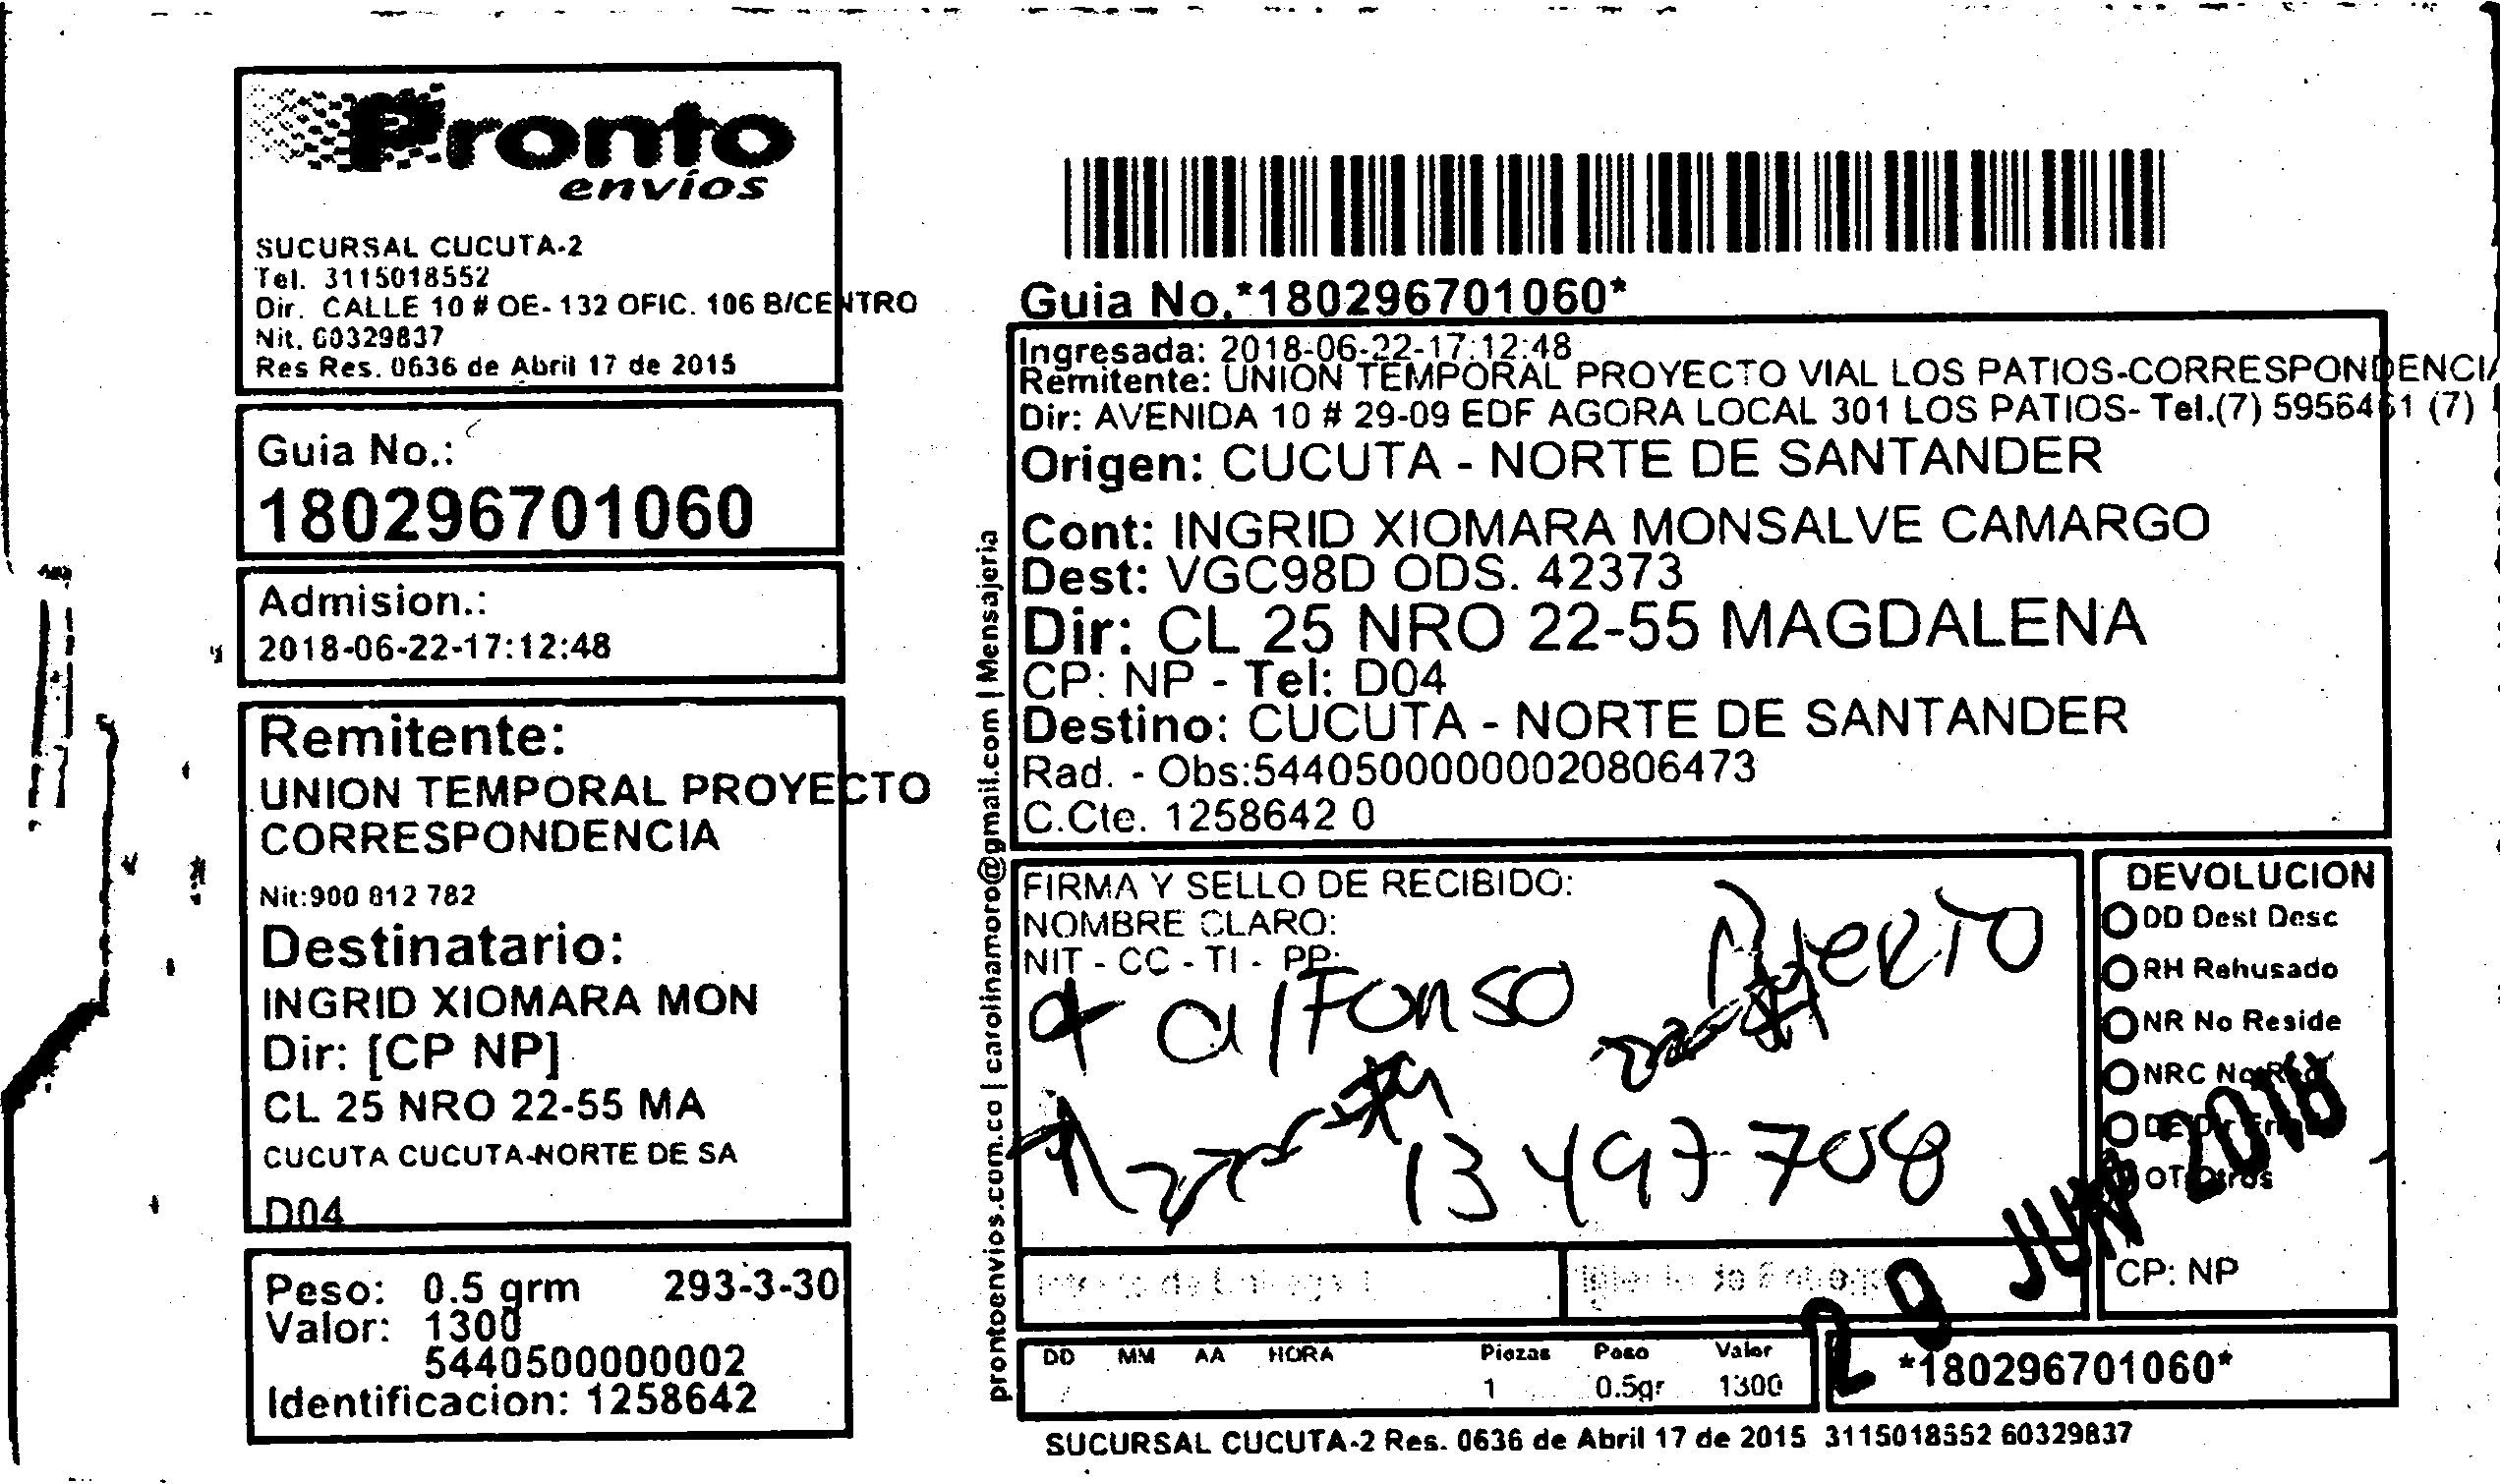 Pronto
envios
SUCURSAL CUCUTA-2
Tel. 3115018552
Dir. CALLE 10 # OE- 132 OFIC. 106 B/CENTRO
Nit. 60329837
Res Res. 0636 de Abril 17 de 2015
Guia No.:
180296701060
Admision.:
2018-06-22-17:12:48
Remitente:
UNION TEMPORAL PROYECTO
CORRESPONDENCIA
Nit:900 812 782
Destinatario:
INGRID XIOMARA MON
Dir: [CP NP]
CL 25 NRO 22-55 MA
CUCUTA CUCUTA-NORTE DE SA
D04
Peso: 0.5 grm 293-3-30
Valor: 1300
5440500000002
Identificacion: 1258642
prontoenvios.com.co | carolinamoro@gmail.com | Mensajeria
Guia No.*180296701060*
Ingresada: 2018-06-22-17:12:48
Remitente: UNION TEMPORAL PROYECTO VIAL LOS PATIOS-CORRESPONDENCIA
Dir: AVENIDA 10 # 29-09 EDF AGORA LOCAL 301 LOS PATIOS- Tel.(7) 5956461 (7)
Origen: CUCUTA - NORTE DE SANTANDER
Cont: INGRID XIOMARA MONSALVE CAMARGO
Dest: VGC98D ODS. 42373
Dir: CL 25 NRO 22-55 MAGDALENA
CP: NP - Tel: D04
Destino: CUCUTA - NORTE DE SANTANDER
Rad. - Obs:54405000000020806473
C.Cte. 1258642 0
FIRMA Y SELLO DE RECIBIDO:
NOMBRE CLARO:
NIT - CC - TI - PP:
alfonso
13497708
DEVOLUCION
DD Dest Desc
RH Rehusado
NR No Reside
NRC No
OT Otros
CP: NP
JUN 2018
DD MM AA HORA Piezas Peso Valor
1 0.5gr 1300
*180296701060*
SUCURSAL CUCUTA-2 Res. 0636 de Abril 17 de 2015 3115018552 60329837